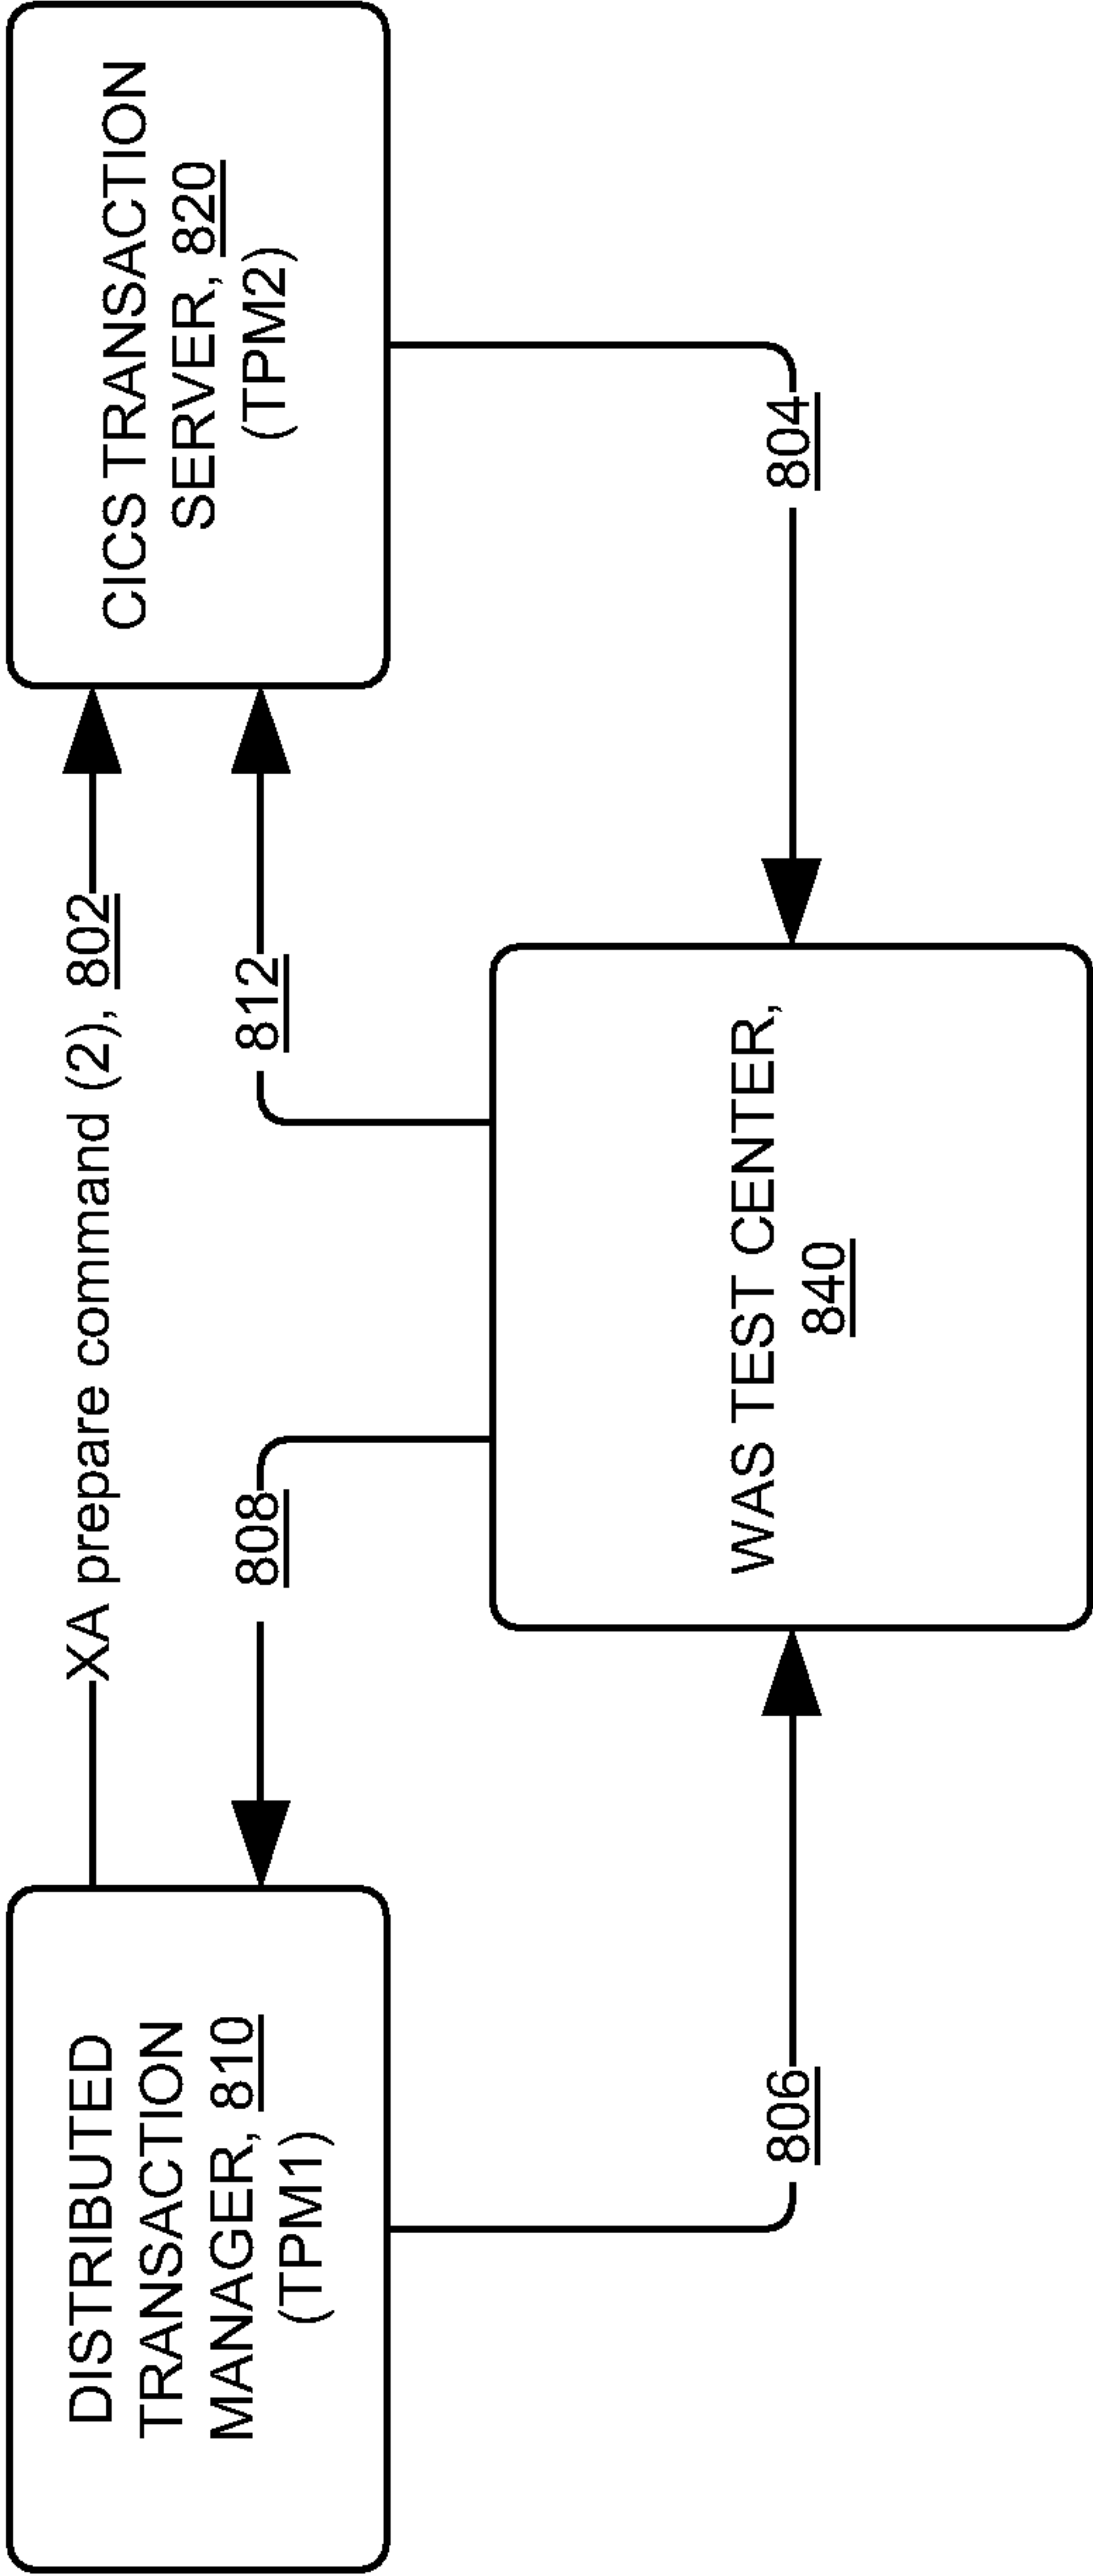 DISTRIBUTED
TRANSACTION
MANAGER, 810
(TPM1)
XA prepare command (2), 802
CICS TRANSACTION
SERVER, 820
(TPM2)
808
812
WAS TEST CENTER,
840
806
804